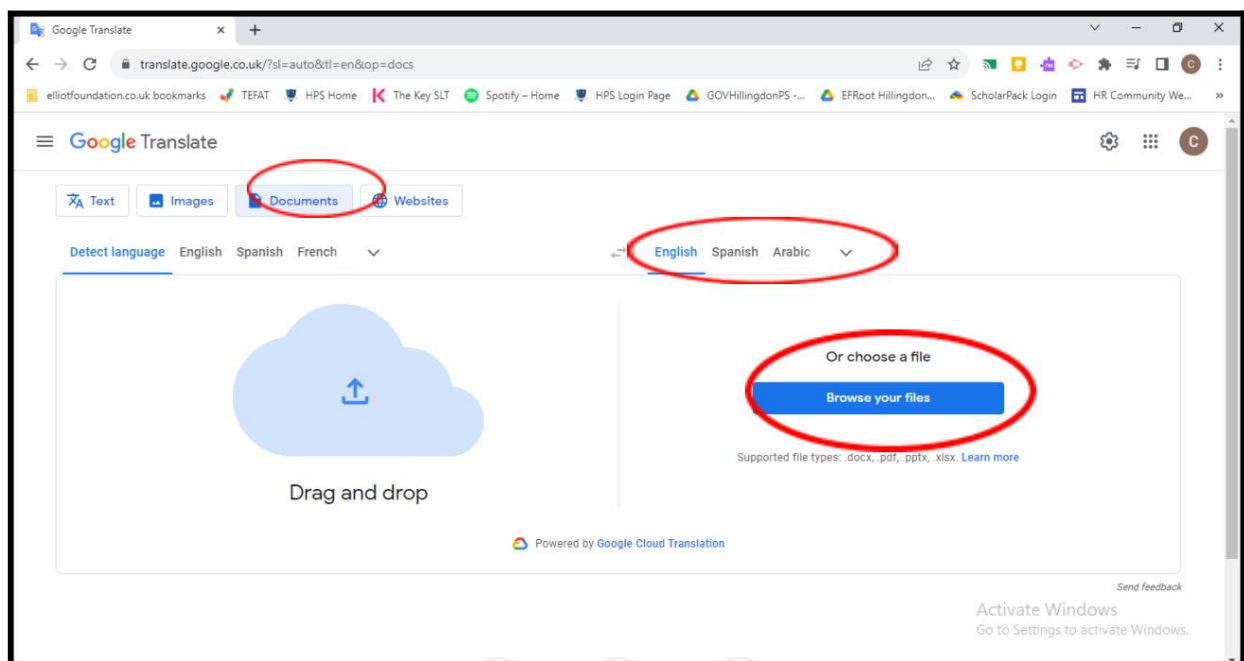 Google Translate
translate.google.co.uk/?sl=auto&tl=en&op=docs
C
elliotfoundation.co.uk bookmarks TEFAT HPS Home The Key SLT Spotify – Home HPS Login Page GOVHillingdonPS -... EFRoot Hillingdon... ScholarPack Login HR Community We... »
Google Translate C
Text Images Documents Websites
Detect language English Spanish French English Spanish Arabic
Or choose a file
Browse your files
Supported file types: .docx, .pdf, .pptx, .xlsx. Learn more
Drag and drop
Powered by Google Cloud Translation
Send feedback
Activate Windows
Go to Settings to activate Windows.